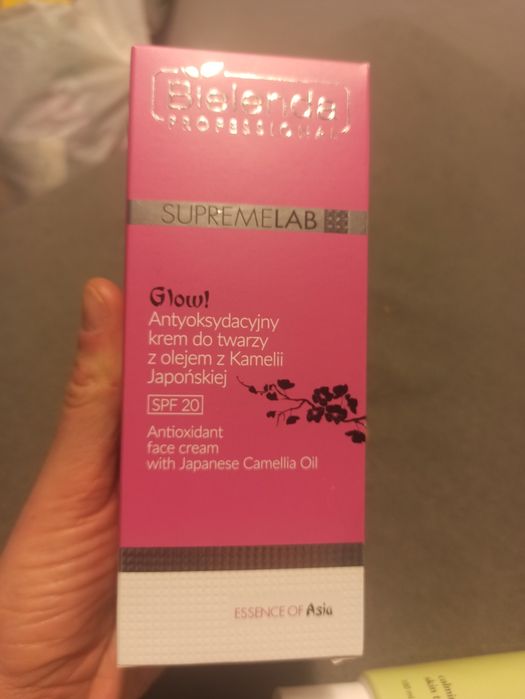 Bielenda
PROFESSIONAL
SUPREMELAB
Glow!
Antyoksydacyjny
krem do twarzy
z olejem z Kamelii
Japońskiej
SPF 20
Antioxidant
face cream
with Japanese Camellia Oil
ESSENCE OF Asia